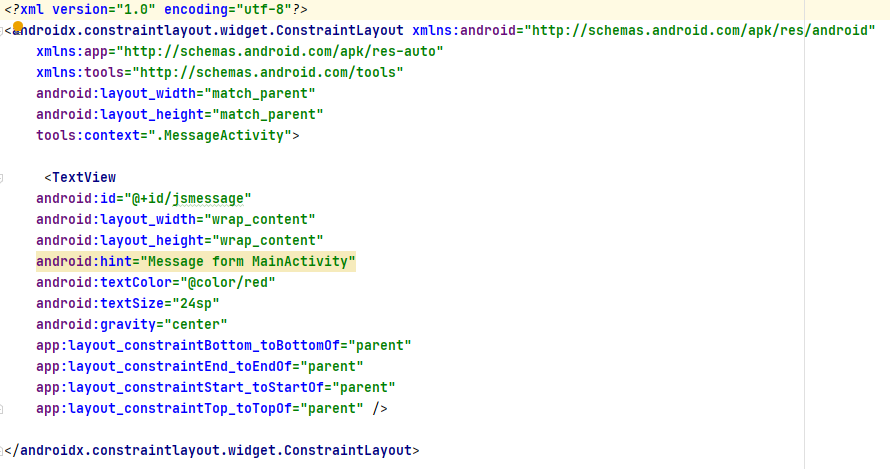 <?xml version="1.0" encoding="utf-8"?>
<androidx.constraintlayout.widget.ConstraintLayout xmlns:android="http://schemas.android.com/apk/res/android"
    xmlns:app="http://schemas.android.com/apk/res-auto"
    xmlns:tools="http://schemas.android.com/tools"
    android:layout_width="match_parent"
    android:layout_height="match_parent"
    tools:context=".MessageActivity">

     <TextView
    android:id="@+id/jsmessage"
    android:layout_width="wrap_content"
    android:layout_height="wrap_content"
    android:hint="Message form MainActivity"
    android:textColor="@color/red"
    android:textSize="24sp"
    android:gravity="center"
    app:layout_constraintBottom_toBottomOf="parent"
    app:layout_constraintEnd_toEndOf="parent"
    app:layout_constraintStart_toStartOf="parent"
    app:layout_constraintTop_toTopOf="parent" />

</androidx.constraintlayout.widget.ConstraintLayout>